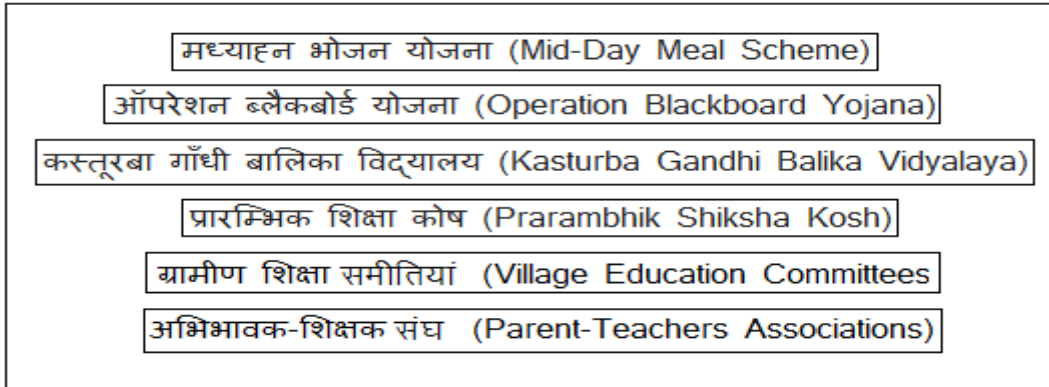 मध्याह्न भोजन योजना (Mid-Day Meal Scheme)
ऑपरेशन ब्लैकबोर्ड योजना (Operation Blackboard Yojana)
कस्तूरबा गाँधी बालिका विद्यालय (Kasturba Gandhi Balika Vidyalaya)
प्रारम्भिक शिक्षा कोष (Prarambhik Shiksha Kosh)
ग्रामीण शिक्षा समीतियां (Village Education Committees
अभिभावक-शिक्षक संघ (Parent-Teachers Associations)